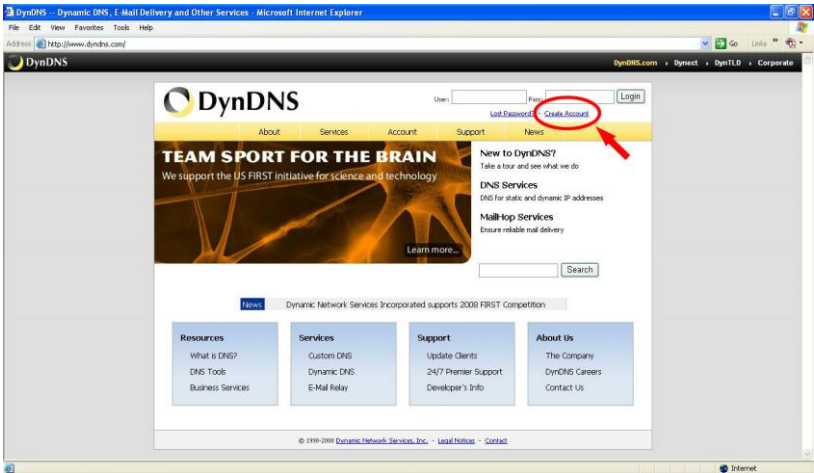 DynDNS -- Dynamic DNS, E-Mail Delivery and Other Services - Microsoft Internet Explorer
File Edit View Favorites Tools Help
Address http://www.dyndns.com/ Go Links »
DynDNS DynDNS.com Dynect DynTLD Corporate
DynDNS User: Pass: Login
Lost Password? - Create Account
About Services Account Support News
TEAM SPORT FOR THE BRAIN
We support the US FIRST initiative for science and technology
Learn more...
New to DynDNS?
Take a tour and see what we do
DNS Services
DNS for static and dynamic IP addresses
MailHop Services
Ensure reliable mail delivery
Search
News Dynamic Network Services Incorporated supports 2008 FIRST Competition
Resources Services Support About Us
What is DNS? Custom DNS Update Clients The Company
DNS Tools Dynamic DNS 24/7 Premier Support DynDNS Careers
Business Services E-Mail Relay Developer's Info Contact Us
© 1998-2008 Dynamic Network Services, Inc. - Legal Notices - Contact
Internet